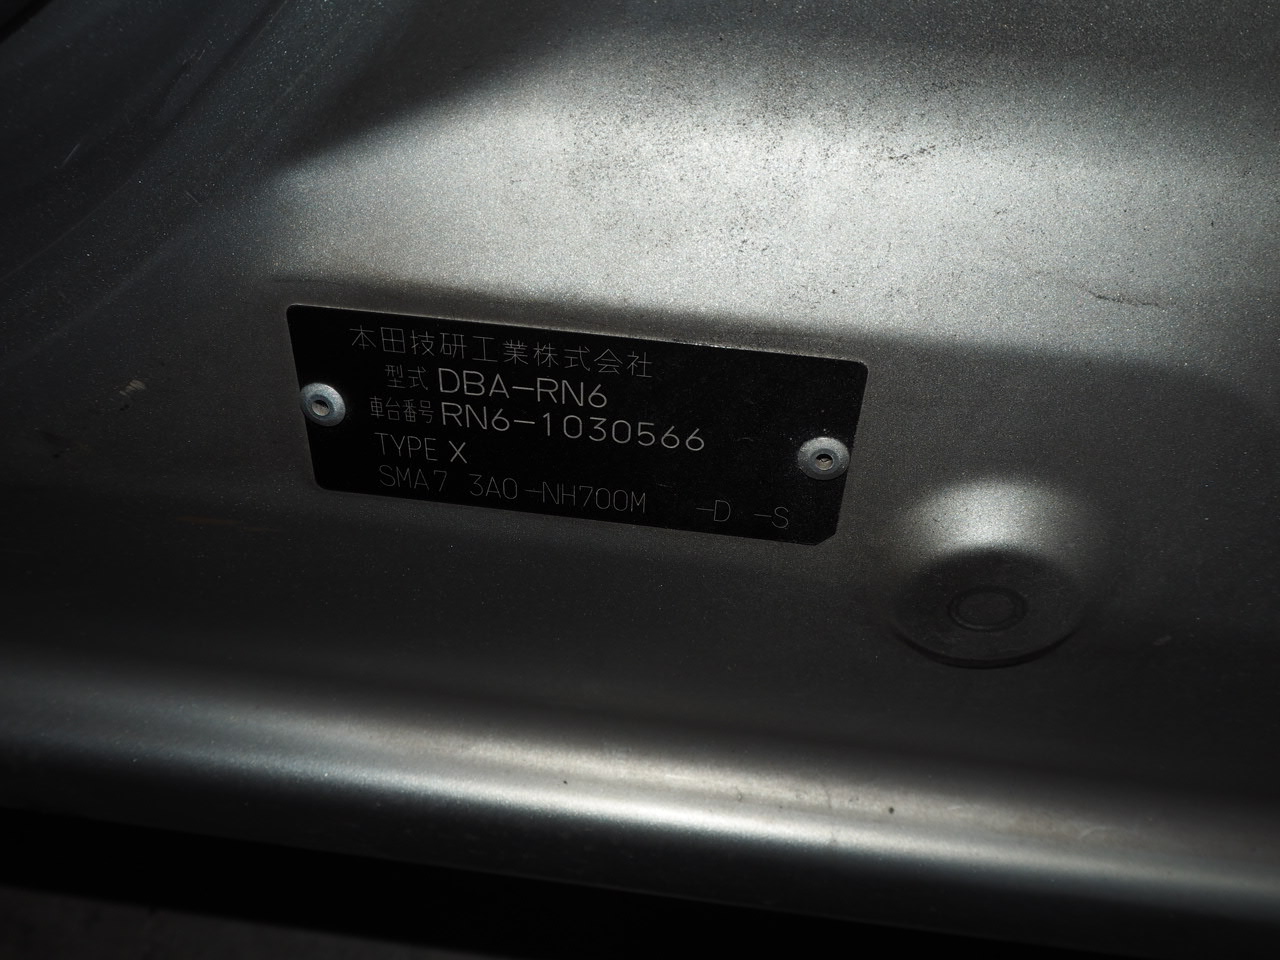 本田技研工業株式会社
型式 DBA-RN6
車台番号 RN6-1030566
TYPE X
SMA7 3A0-NH700M -D -S